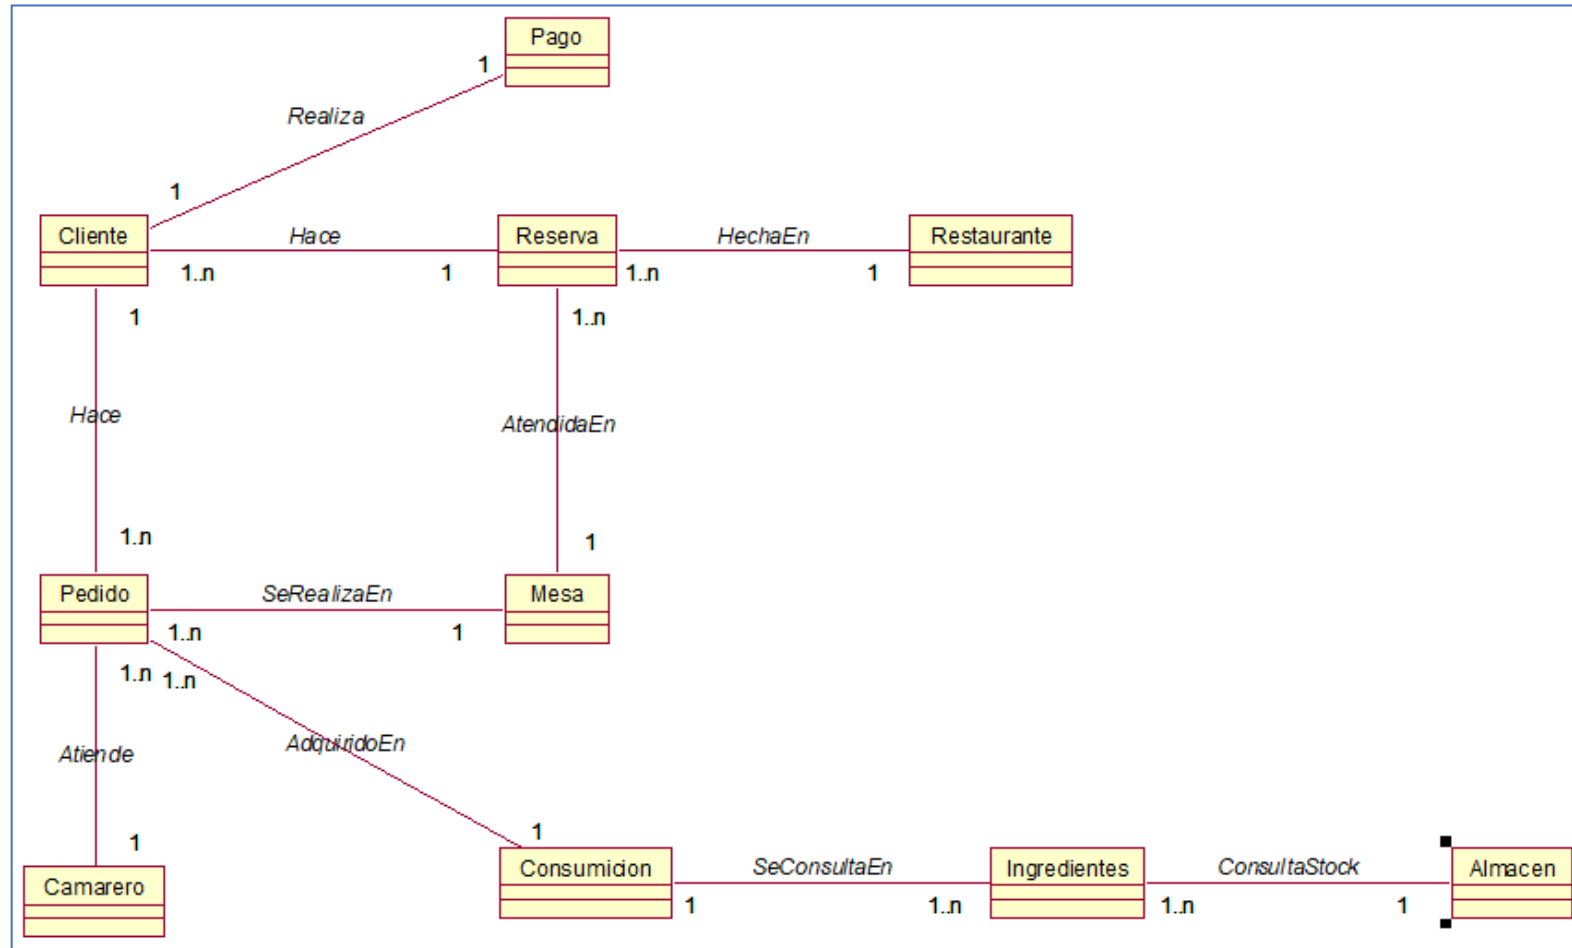 Pago
1
Realiza
1
Cliente
Hace
Reserva
HechaEn
Restaurante
1..n
1
1..n
1
1
1..n
Hace
AtendidaEn
1..n
1
Pedido
SeRealizaEn
Mesa
1..n
1
1..n
1..n
Atiende
AdquiridoEn
1
1
Camarero
Consumicion
SeConsultaEn
Ingredientes
ConsultaStock
Almacen
1
1..n
1..n
1